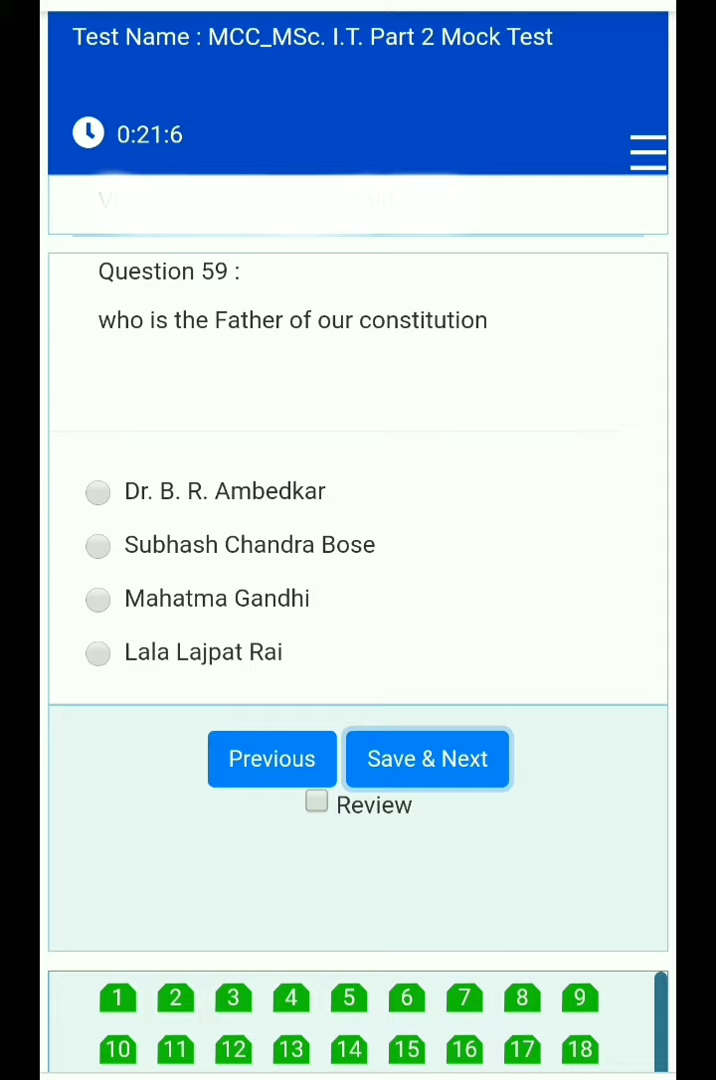 Test Name : MCC_MSc. I.T. Part 2 Mock Test
0:21:6
Question 59 :
who is the Father of our constitution
Dr. B. R. Ambedkar
Subhash Chandra Bose
Mahatma Gandhi
Lala Lajpat Rai
Previous Save & Next
Review
1 2 3 4 5 6 7 8 9
10 11 12 13 14 15 16 17 18